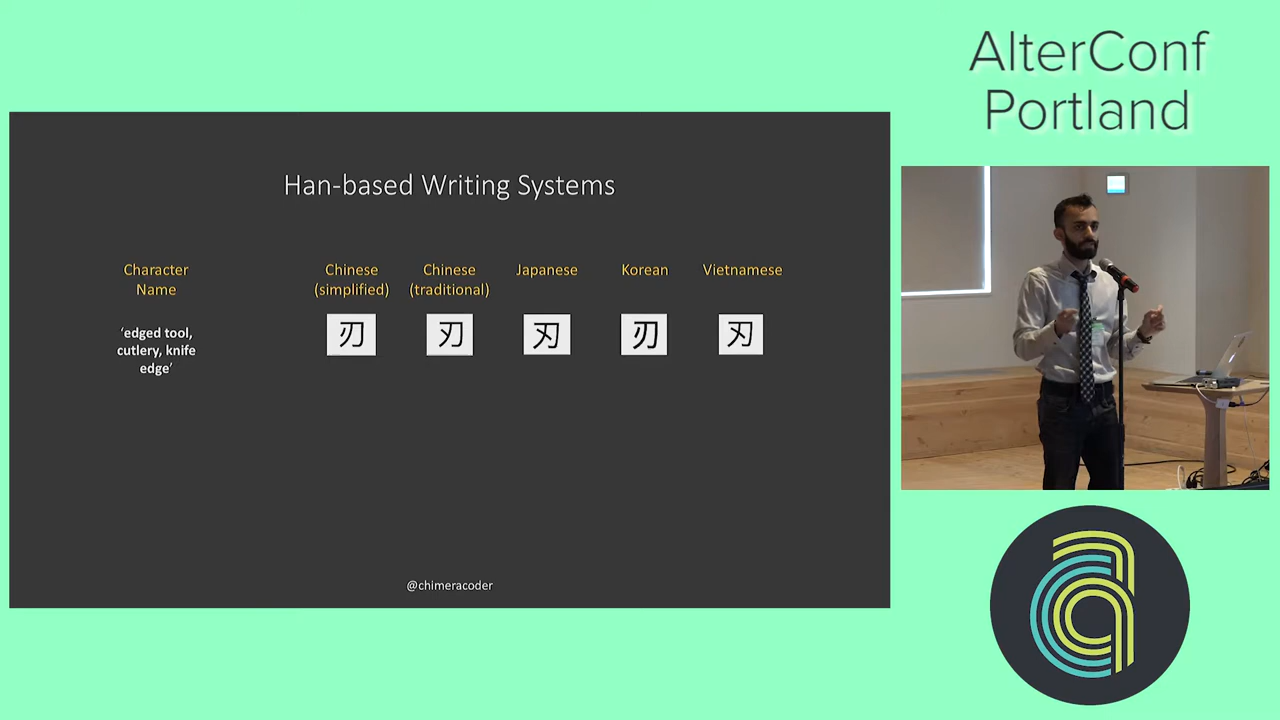 AlterConf
Portland
Han-based Writing Systems
Character
Name
Chinese
(simplified)
Chinese
(traditional)
Japanese
Korean
Vietnamese
‘edged tool,
cutlery, knife
edge’
刃 刃 刃 刃 刃
@chimeracoder